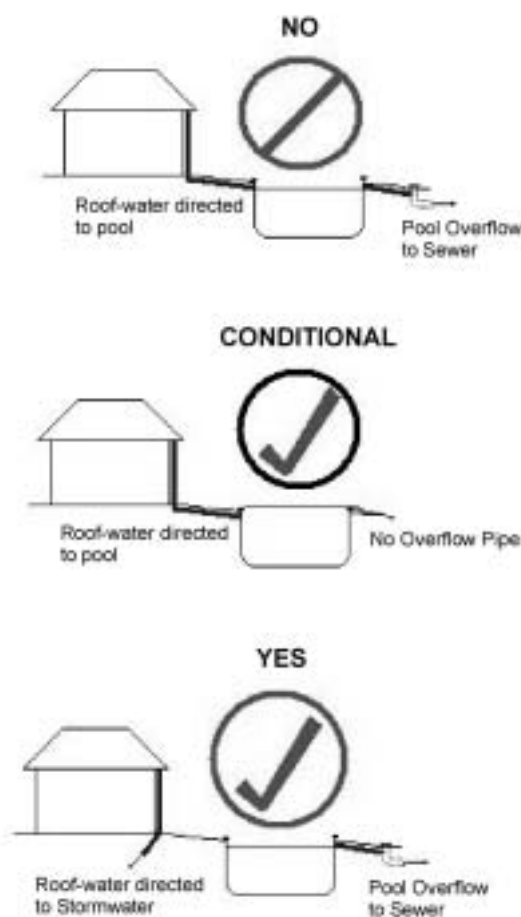 NO
Roof-water directed
to pool
Pool Overflow
to Sewer
CONDITIONAL
Roof-water directed
to pool
No Overflow Pipe
YES
Roof-water directed
to Stormwater
Pool Overflow
to Sewer